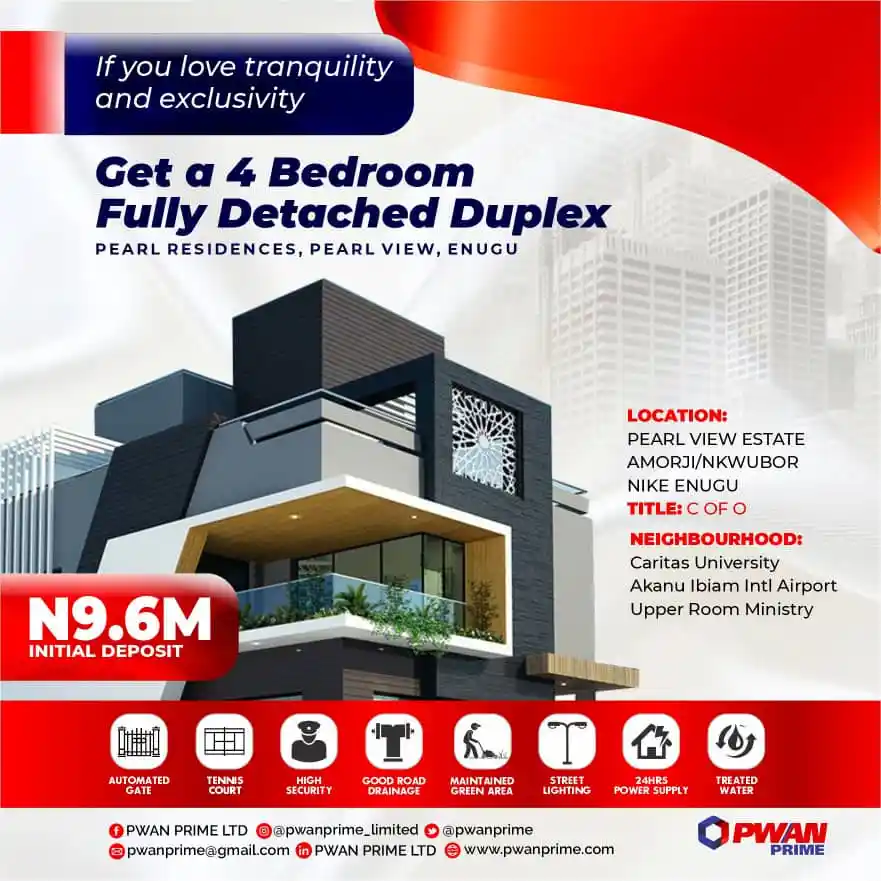 If you love tranquility
and exclusivity
Get a 4 Bedroom
Fully Detached Duplex
PEARL RESIDENCES, PEARL VIEW, ENUGU
LOCATION:
PEARL VIEW ESTATE
AMORJI/NKWUBOR
NIKE ENUGU
TITLE: C OF O
NEIGHBOURHOOD:
Caritas University
Akanu Ibiam Intl Airport
Upper Room Ministry
N9.6M
INITIAL DEPOSIT
AUTOMATED
GATE
TENNIS
COURT
HIGH
SECURITY
GOOD ROAD
DRAINAGE
MAINTAINED
GREEN AREA
STREET
LIGHTING
24HRS
POWER SUPPLY
TREATED
WATER
PWAN PRIME LTD @pwanprime_limited @pwanprime
pwanprime@gmail.com PWAN PRIME LTD www.pwanprime.com
PWAN
PRIME